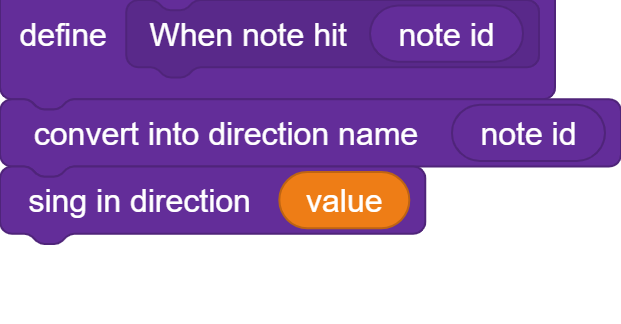 define When note hit note id
convert into direction name note id
sing in direction value